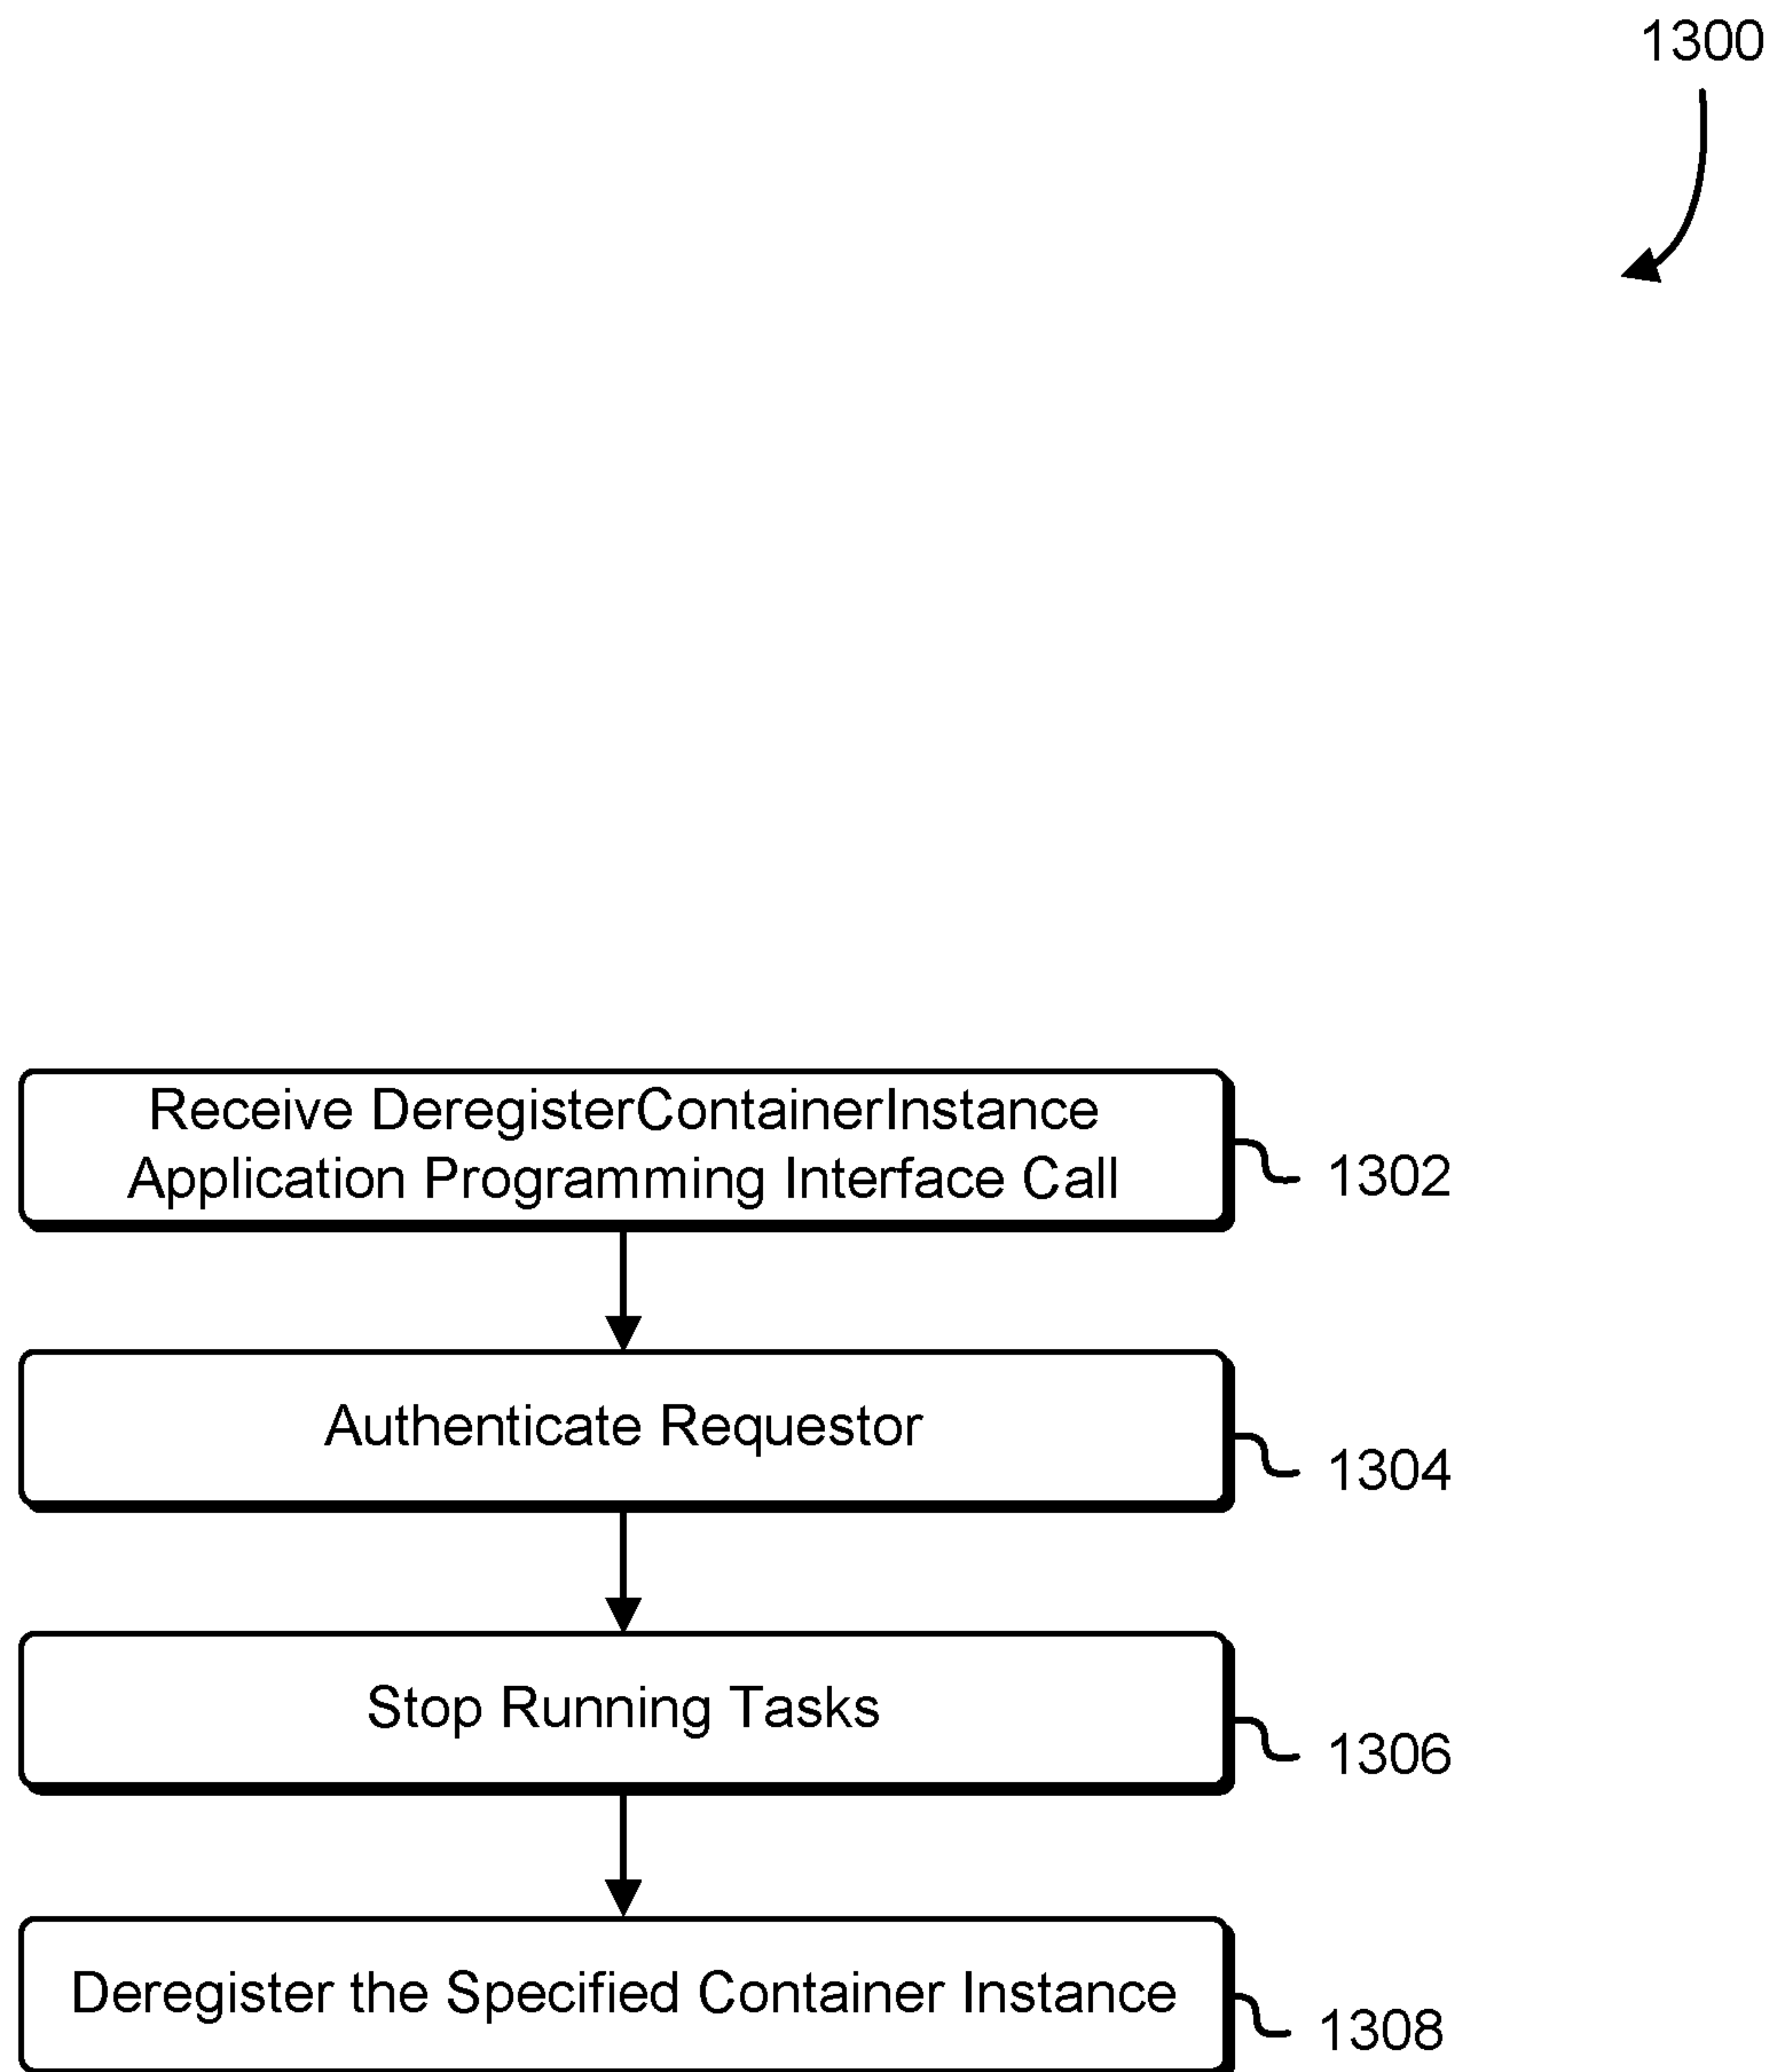 1300
Receive DeregisterContainerInstance
Application Programming Interface Call
1302
Authenticate Requestor
1304
Stop Running Tasks
1306
Deregister the Specified Container Instance
1308